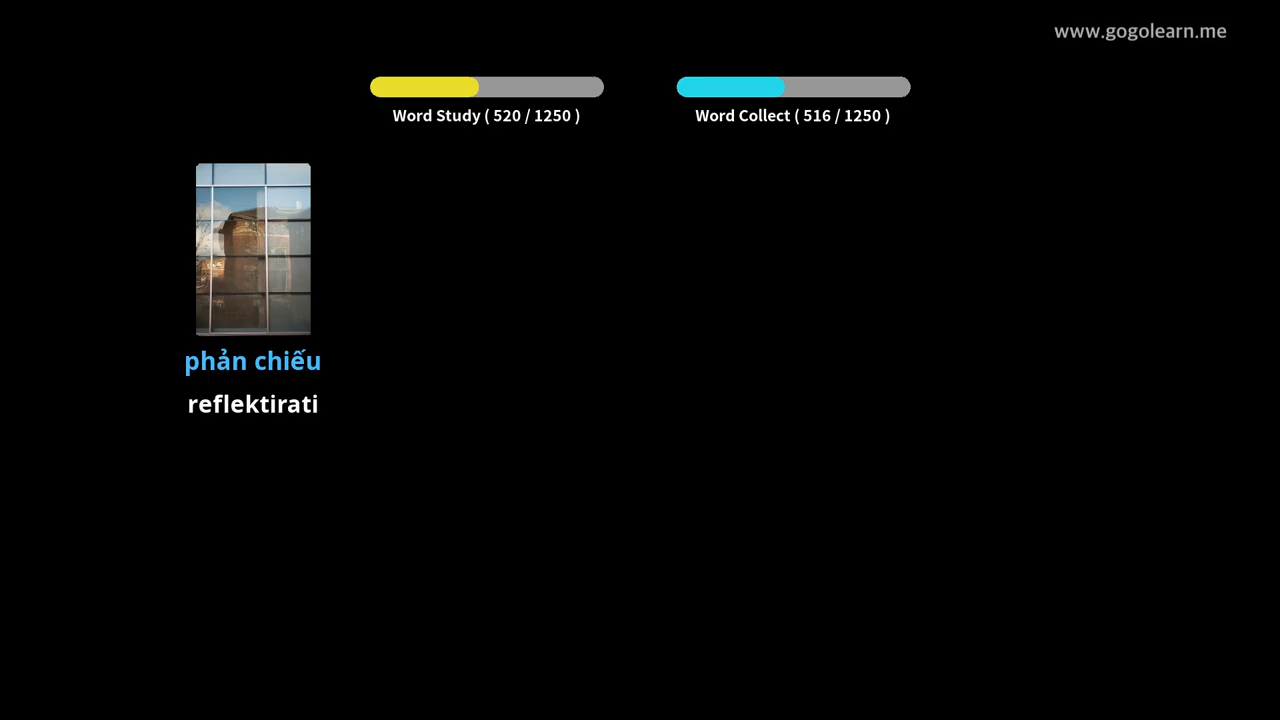 www.gogolearn.me
Word Study ( 520 / 1250 )
Word Collect ( 516 / 1250 )
phản chiếu
reflektirati